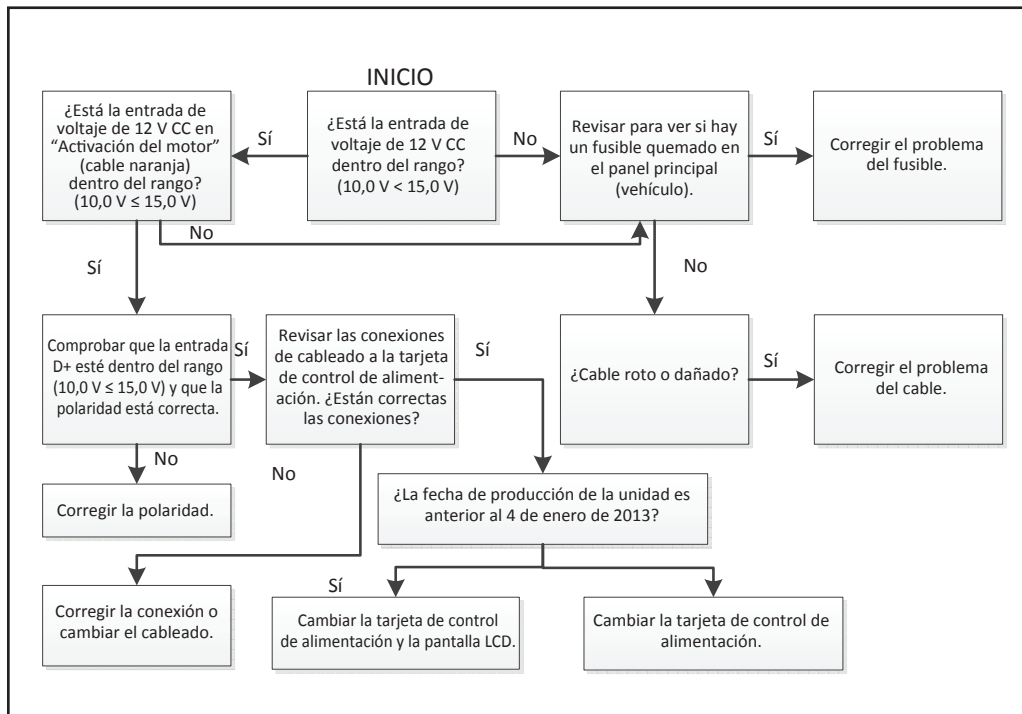 INICIO
¿Está la entrada de
voltaje de 12 V CC en
“Activación del motor”
(cable naranja)
dentro del rango?
(10,0 V ≤ 15,0 V)
Sí
¿Está la entrada de
voltaje de 12 V CC
dentro del rango?
(10,0 V < 15,0 V)
No
Revisar para ver si hay
un fusible quemado en
el panel principal
(vehículo).
Sí
Corregir el problema
del fusible.
No
Sí
No
Comprobar que la entrada
D+ esté dentro del rango
(10,0 V ≤ 15,0 V) y que la
polaridad está correcta.
Sí
Revisar las conexiones
de cableado a la tarjeta
de control de aliment-
ación. ¿Están correctas
las conexiones?
Sí
¿Cable roto o dañado?
Sí
Corregir el problema
del cable.
No
No
Corregir la polaridad.
¿La fecha de producción de la unidad es
anterior al 4 de enero de 2013?
Sí
Corregir la conexión o
cambiar el cableado.
Cambiar la tarjeta de control
de alimentación y la pantalla LCD.
Cambiar la tarjeta de control de
alimentación.